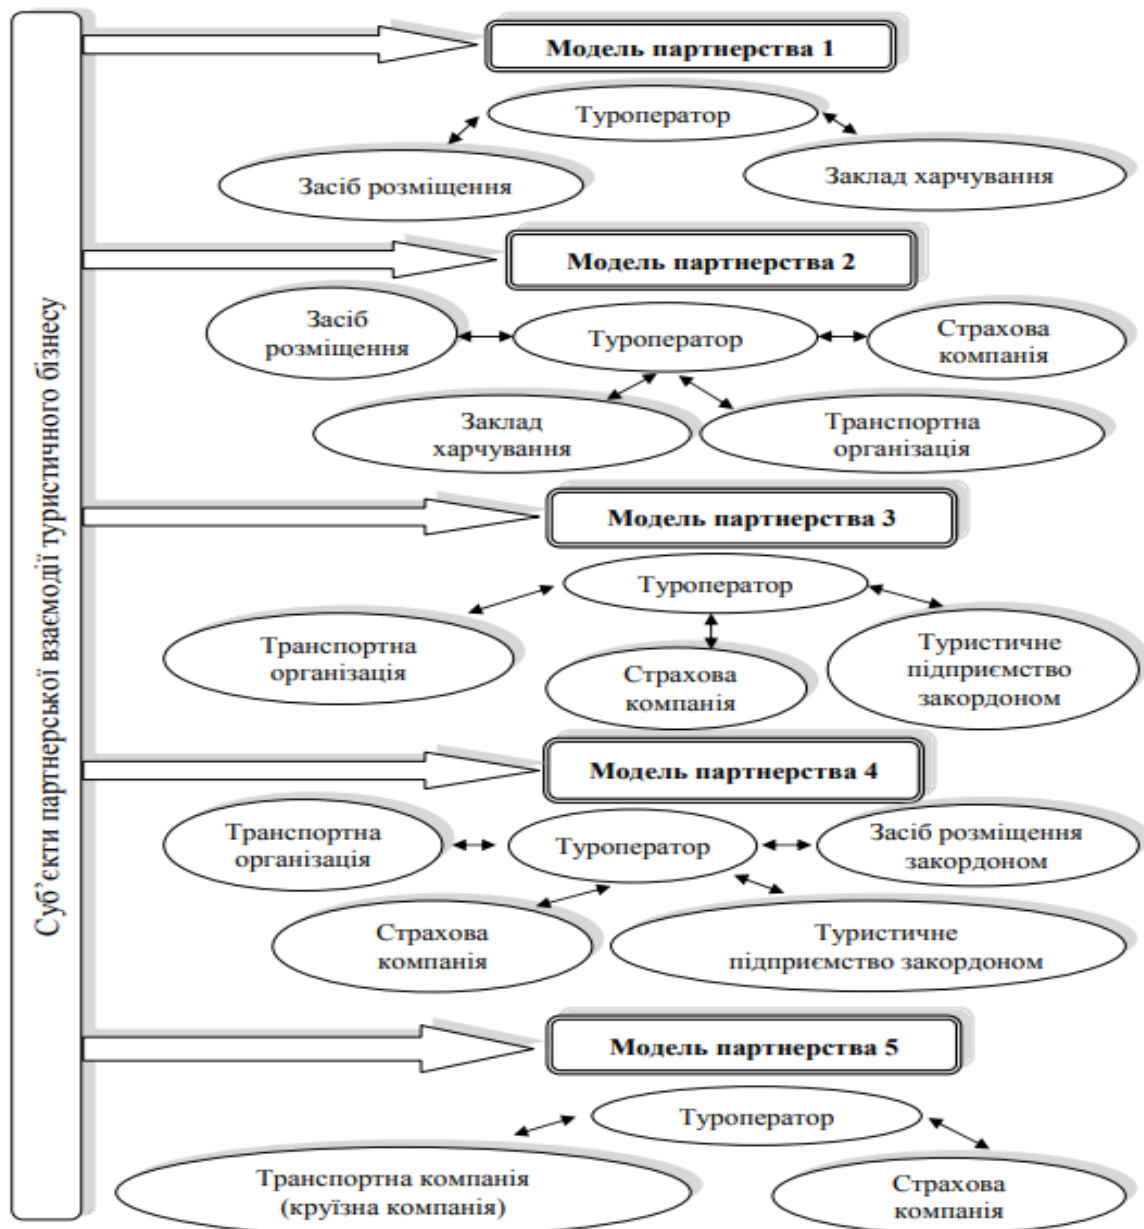 Суб’єкти партнерської взаємодії туристичного бізнесу
Модель партнерства 1
Туроператор
Засіб розміщення
Заклад харчування
Модель партнерства 2
Засіб
розміщення
Туроператор
Страхова
компанія
Заклад
харчування
Транспортна
організація
Модель партнерства 3
Туроператор
Транспортна
організація
Страхова
компанія
Туристичне
підприємство
закордоном
Модель партнерства 4
Транспортна
організація
Туроператор
Засіб розміщення
закордоном
Страхова
компанія
Туристичне
підприємство закордоном
Модель партнерства 5
Туроператор
Транспортна компанія
(круїзна компанія)
Страхова
компанія